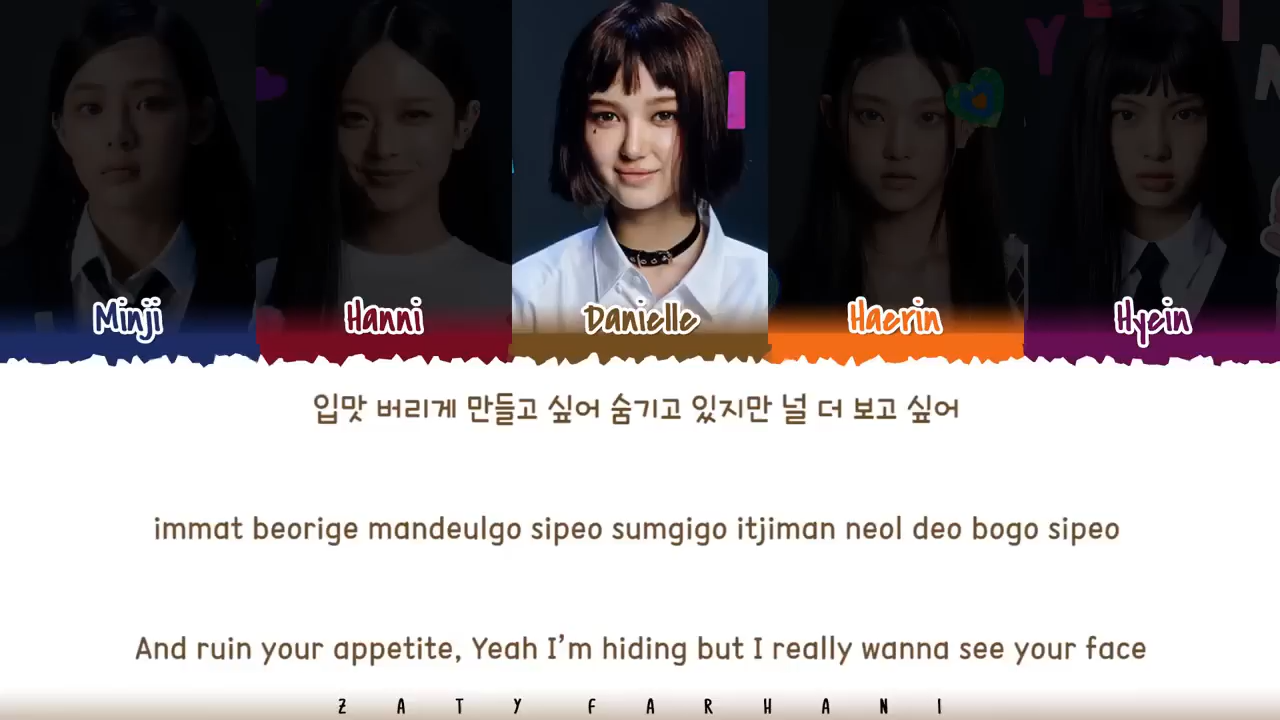 Minji Hanni Danielle Haerin Hyein
입맛 버리게 만들고 싶어 숨기고 있지만 널 더 보고 싶어
immat beorige mandeulgo sipeo sumgigo itjiman neol deo bogo sipeo
And ruin your appetite, Yeah I’m hiding but I really wanna see your face
ZATY FARHANI